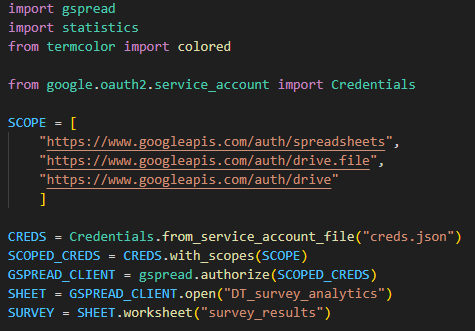 import gspread
import statistics
from termcolor import colored
from google.oauth2.service_account import Credentials
SCOPE = [
    "https://www.googleapis.com/auth/spreadsheets",
    "https://www.googleapis.com/auth/drive.file",
    "https://www.googleapis.com/auth/drive"
    ]
CREDS = Credentials.from_service_account_file("creds.json")
SCOPED_CREDS = CREDS.with_scopes(SCOPE)
GSPREAD_CLIENT = gspread.authorize(SCOPED_CREDS)
SHEET = GSPREAD_CLIENT.open("DT_survey_analytics")
SURVEY = SHEET.worksheet("survey_results")